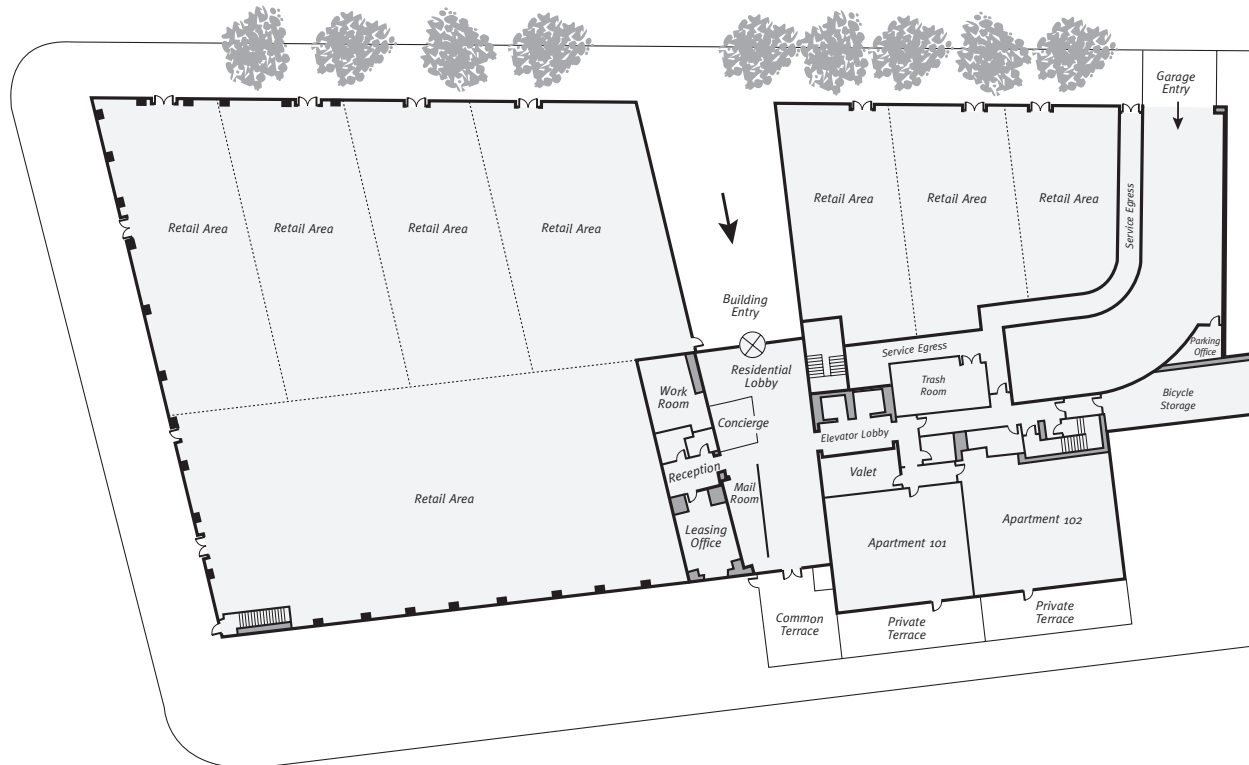 Garage
Entry
Retail Area
Retail Area
Retail Area
Retail Area
Retail Area
Retail Area
Retail Area
Service Egress
Building
Entry
Service Egress
Parking
Office
Residential
Lobby
Work
Room
Trash
Room
Bicycle
Storage
Concierge
Elevator Lobby
Reception
Valet
Mail
Room
Retail Area
Leasing
Office
Apartment 101
Apartment 102
Common
Terrace
Private
Terrace
Private
Terrace